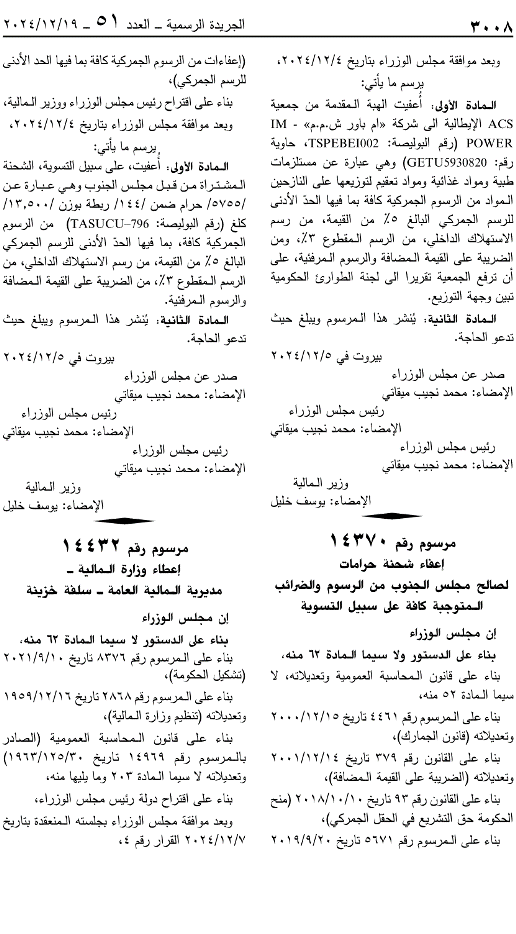 ٣٠٠٨
الجريدة الرسمية ــ العدد ٥١ ــ ٢٠٢٤/١٢/١٩
وبعد موافقة مجلس الوزراء بتاريخ ٢٠٢٤/١٢/٤،
يرسم ما يأتي:
المادة الأولى: أُعفيت الهبة المقدمة من جمعية
ACS الإيطالية الى شركة «ام باور ش.م.م» - IM
POWER (رقم البوليصة: TSPEBEI002، حاوية
رقم: GETU5930820) وهي عبارة عن مستلزمات
طبية ومواد غذائية ومواد تعقيم لتوزيعها على النازحين
المواد من الرسوم الجمركية كافة بما فيها الحدّ الأدنى
للرسم الجمركي البالغ ٥٪ من القيمة، من رسم
الاستهلاك الداخلي، من الرسم المقطوع ٣٪، ومن
الضريبة على القيمة المضافة والرسوم المرفئية، على
أن ترفع الجمعية تقريرا الى لجنة الطوارئ الحكومية
تبين وجهة التوزيع.
المادة الثانية: يُنشر هذا المرسوم ويبلغ حيث
تدعو الحاجة.
بيروت في ٢٠٢٤/١٢/٥
صدر عن مجلس الوزراء
الإمضاء: محمد نجيب ميقاتي
رئيس مجلس الوزراء
الإمضاء: محمد نجيب ميقاتي
رئيس مجلس الوزراء
الإمضاء: محمد نجيب ميقاتي
وزير المالية
الإمضاء: يوسف خليل
مرسوم رقم ١٤٣٧٠
إعفاء شحنة حرامات
لصالح مجلس الجنوب من الرسوم والضرائب
المتوجبة كافة على سبيل التسوية
إن مجلس الوزراء
بناء على الدستور ولا سيما المادة ٦٢ منه،
بناء على قانون المحاسبة العمومية وتعديلاته، لا
سيما المادة ٥٢ منه،
بناء على المرسوم رقم ٤٤٦١ تاريخ ٢٠٠٠/١٢/١٥
وتعديلاته (قانون الجمارك)،
بناء على القانون رقم ٣٧٩ تاريخ ٢٠٠١/١٢/١٤
وتعديلاته (الضريبة على القيمة المضافة)،
بناء على القانون رقم ٩٣ تاريخ ٢٠١٨/١٠/١٠ (منح
الحكومة حق التشريع في الحقل الجمركي)،
بناء على المرسوم رقم ٥٦٧١ تاريخ ٢٠١٩/٩/٢٠
(إعفاءات من الرسوم الجمركية كافة بما فيها الحد الأدنى
للرسم الجمركي)،
بناء على اقتراح رئيس مجلس الوزراء ووزير المالية،
وبعد موافقة مجلس الوزراء بتاريخ ٢٠٢٤/١٢/٤،
يرسم ما يأتي:
المادة الأولى: أُعفيت، على سبيل التسوية، الشحنة
المشتراة من قبل مجلس الجنوب وهي عبارة عن
/٥٧٥٥/ حرام ضمن /١٤٤/ ربطة بوزن /١٣,٥٠٠/
كلغ (رقم البوليصة: TASUCU–796) من الرسوم
الجمركية كافة، بما فيها الحدّ الأدنى للرسم الجمركي
البالغ ٥٪ من القيمة، من رسم الاستهلاك الداخلي، من
الرسم المقطوع ٣٪، من الضريبة على القيمة المضافة
والرسوم المرفئية.
المادة الثانية: يُنشر هذا المرسوم ويبلغ حيث
تدعو الحاجة.
بيروت في ٢٠٢٤/١٢/٥
صدر عن مجلس الوزراء
الإمضاء: محمد نجيب ميقاتي
رئيس مجلس الوزراء
الإمضاء: محمد نجيب ميقاتي
رئيس مجلس الوزراء
الإمضاء: محمد نجيب ميقاتي
وزير المالية
الإمضاء: يوسف خليل
مرسوم رقم ١٤٤٣٢
إعطاء وزارة المالية ــ
مديرية المالية العامة ــ سلفة خزينة
إن مجلس الوزراء
بناء على الدستور لا سيما المادة ٦٢ منه،
بناء على المرسوم رقم ٨٣٧٦ تاريخ ٢٠٢١/٩/١٠
(تشكيل الحكومة)،
بناء على المرسوم رقم ٢٨٦٨ تاريخ ١٩٥٩/١٢/١٦
وتعديلاته (تنظيم وزارة المالية)،
بناء على قانون المحاسبة العمومية (الصادر
بالمرسوم رقم ١٤٩٦٩ تاريخ ١٩٦٣/١٢٥/٣٠)
وتعديلاته لا سيما المادة ٢٠٣ وما يليها منه،
بناء على اقتراح دولة رئيس مجلس الوزراء،
وبعد موافقة مجلس الوزراء بجلسته المنعقدة بتاريخ
٢٠٢٤/١٢/٧ القرار رقم ٤،